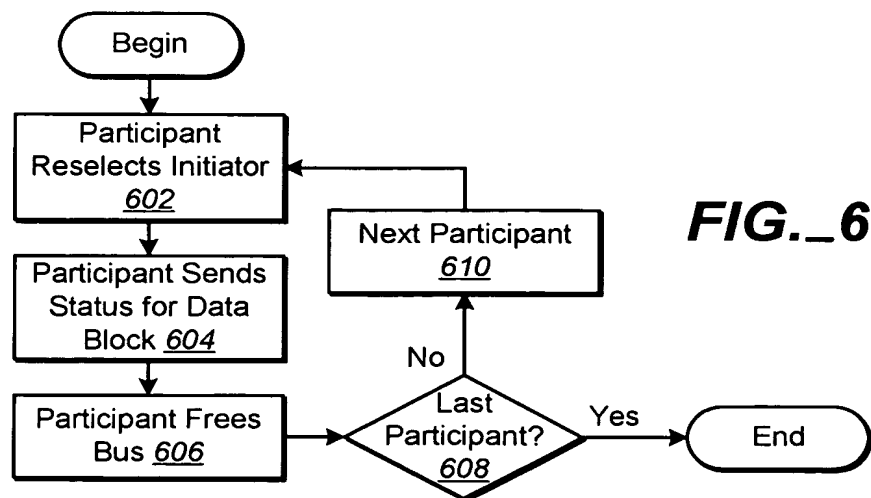 Begin
Participant
Reselects Initiator
602
Participant Sends
Status for Data
Block 604
Participant Frees
Bus 606
Last
Participant?
608
No
Yes
Next Participant
610
End
FIG._6